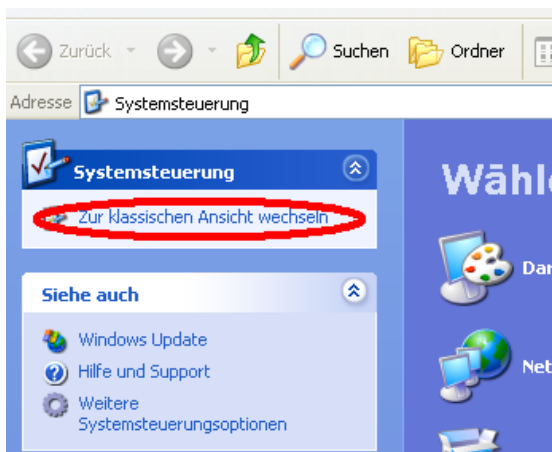 Zurück Suchen Ordner
Adresse Systemsteuerung
Systemsteuerung
Zur klassischen Ansicht wechseln
Siehe auch
Windows Update
Hilfe und Support
Weitere
Systemsteuerungsoptionen